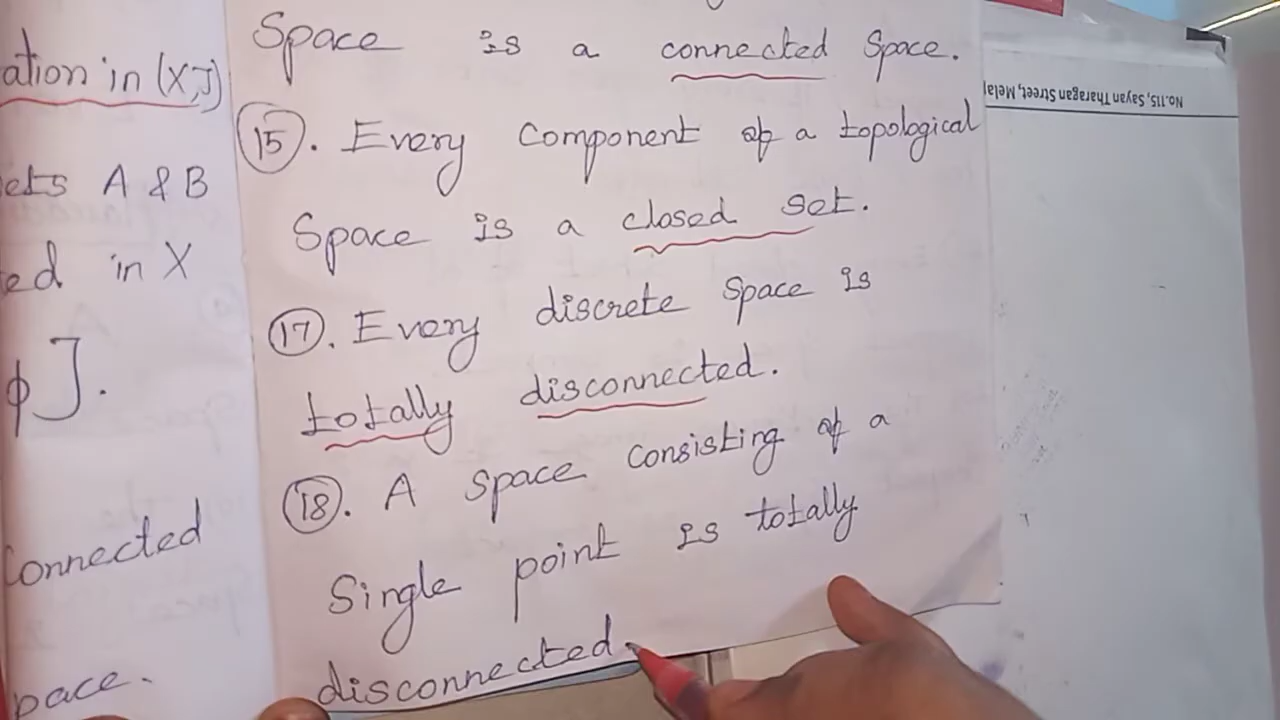 ation in (X,J)
ets A & B
ed in X
φ].
Connected
pace.
Space is a connected Space.
15. Every component of a topological
Space is a closed set.
17. Every discrete space is
totally disconnected.
18. A space consisting of a
Single point is totally
disconnected
No.115, Sayan Tharagan Street, Mela